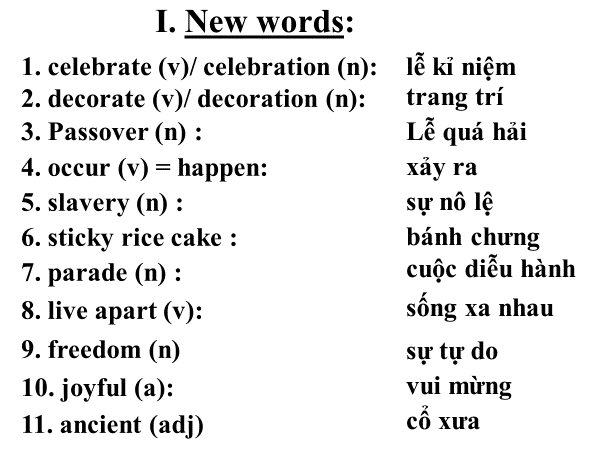 I. New words:
1. celebrate (v)/ celebration (n): lễ kỉ niệm
2. decorate (v)/ decoration (n): trang trí
3. Passover (n) : Lễ quá hải
4. occur (v) = happen: xảy ra
5. slavery (n) : sự nô lệ
6. sticky rice cake : bánh chưng
7. parade (n) : cuộc diễu hành
8. live apart (v): sống xa nhau
9. freedom (n) sự tự do
10. joyful (a): vui mừng
11. ancient (adj) cổ xưa